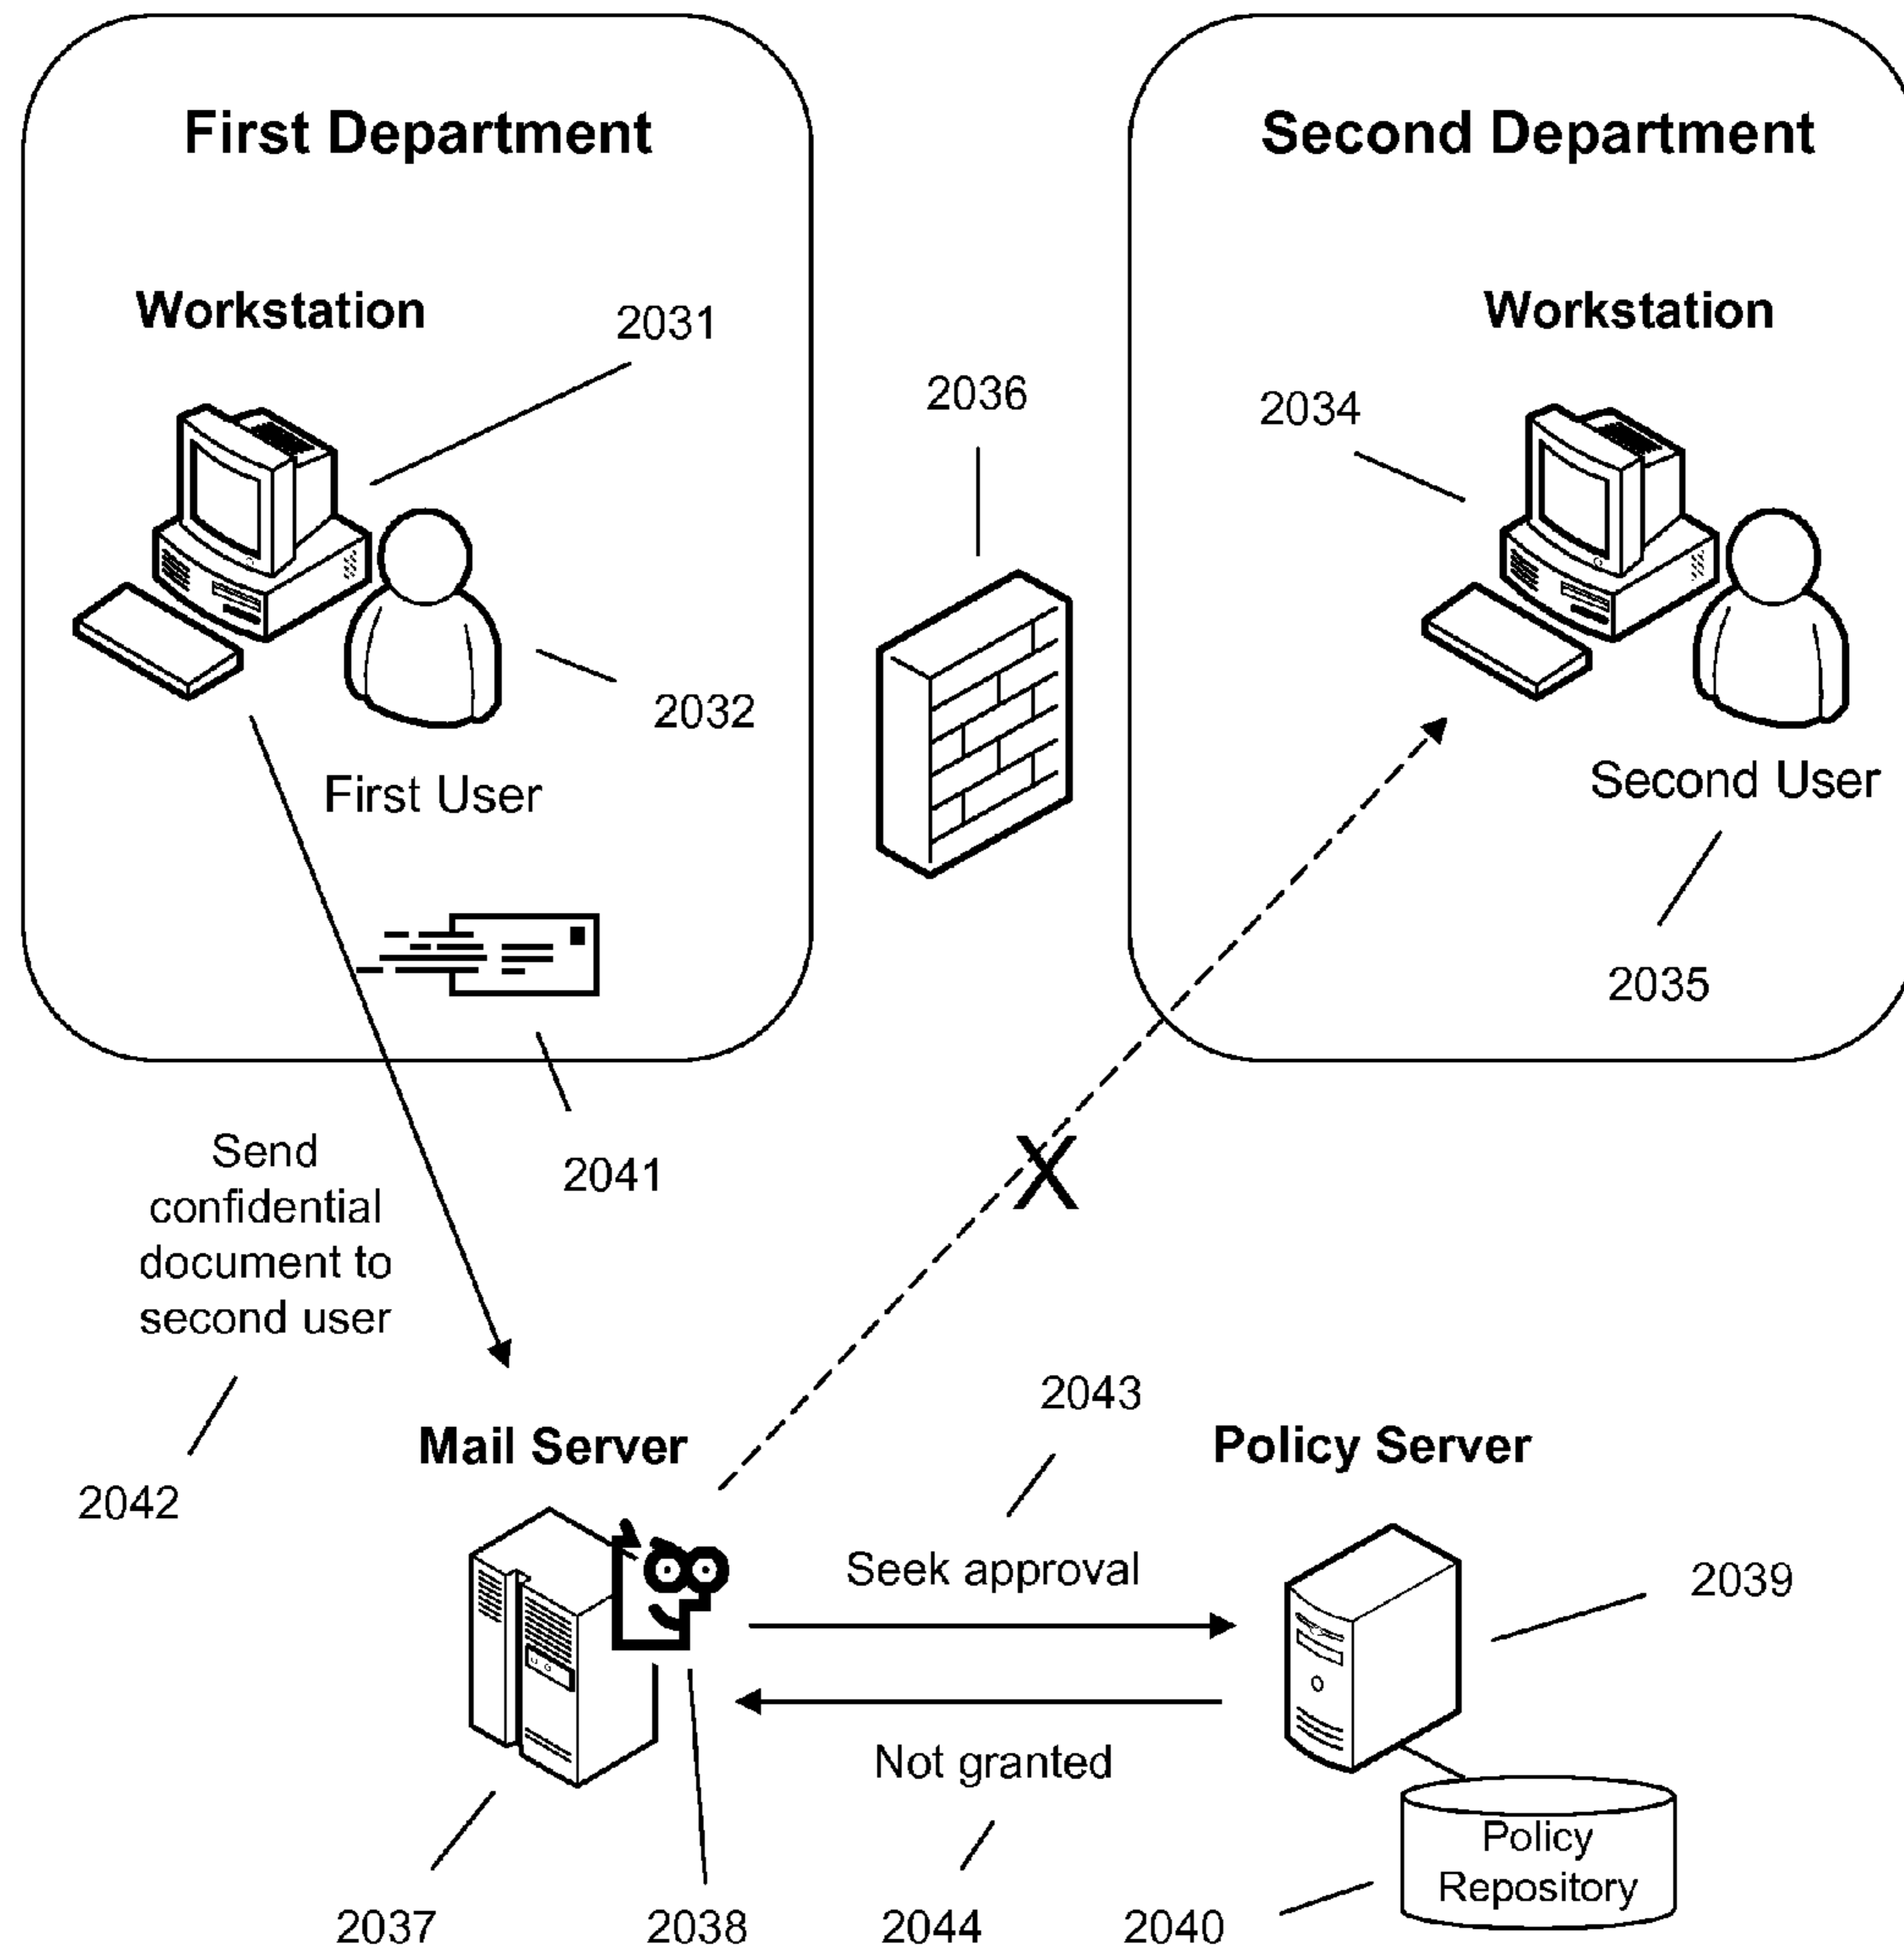 First Department
Second Department
Workstation
2031
Workstation
2036
2034
2032
First User
Second User
2035
Send
confidential
document to
second user
2041
2043
Mail Server
Policy Server
2042
Seek approval
2039
Not granted
Policy
Repository
2037
2038
2044
2040